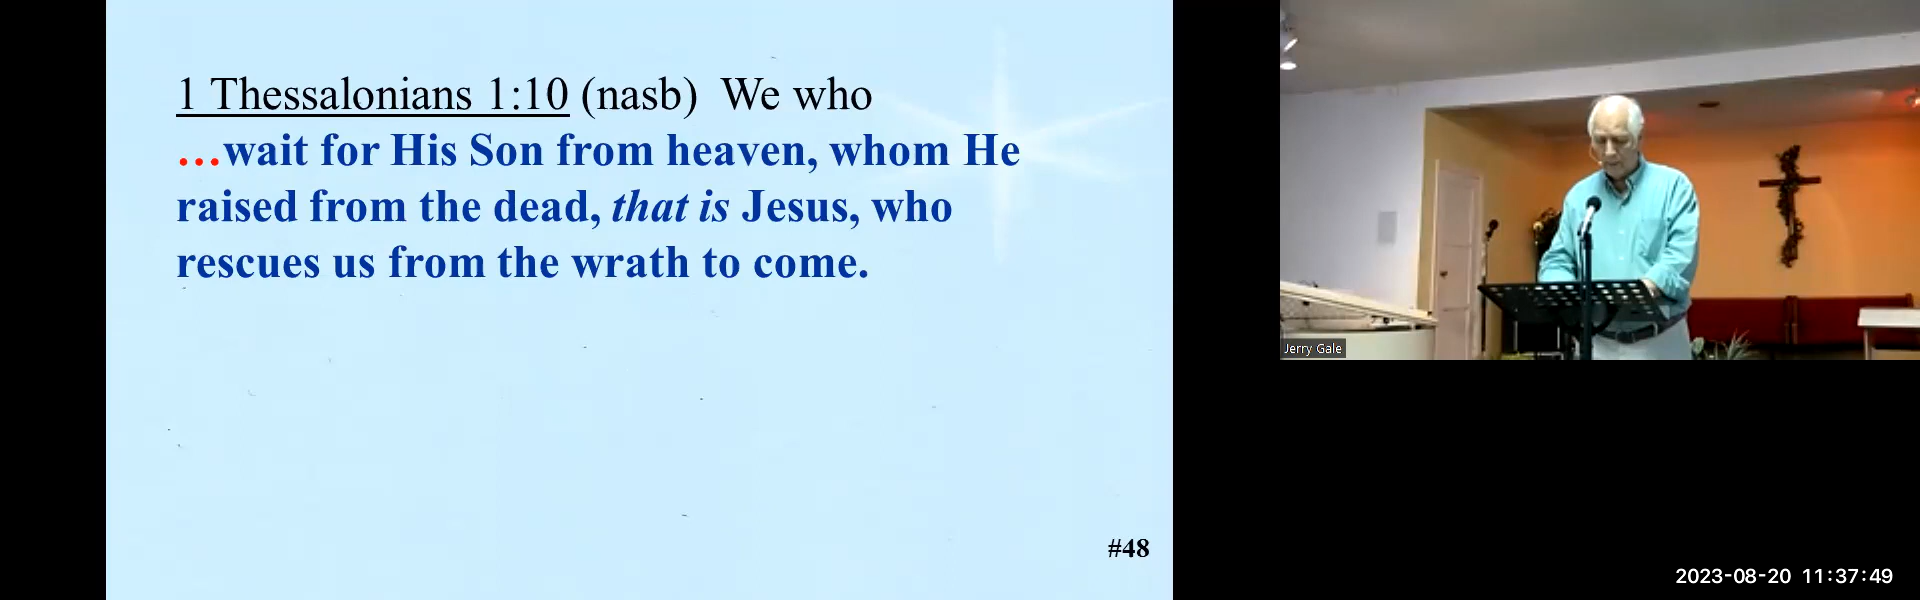 1 Thessalonians 1:10 (nasb)  We who
…wait for His Son from heaven, whom He
raised from the dead, that is Jesus, who
rescues us from the wrath to come.
#48
Jerry Gale
2023-08-20 11:37:49